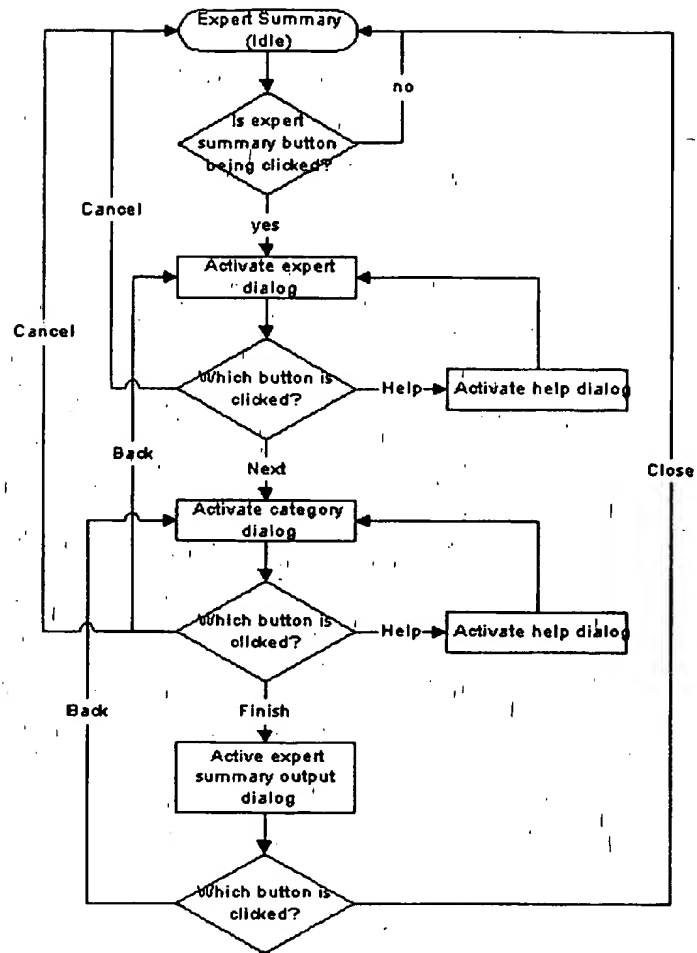 Expert Summary
(Idle)
no
Is expert
summary button
being clicked?
Cancel
yes
Activate expert
dialog
Cancel
Which button is
clicked?
Help
Activate help dialog
Back
Next
Close
Activate category
dialog
Which button is
clicked?
Help
Activate help dialog
Back
Finish
Active expert
summary output
dialog
Which button is
clicked?